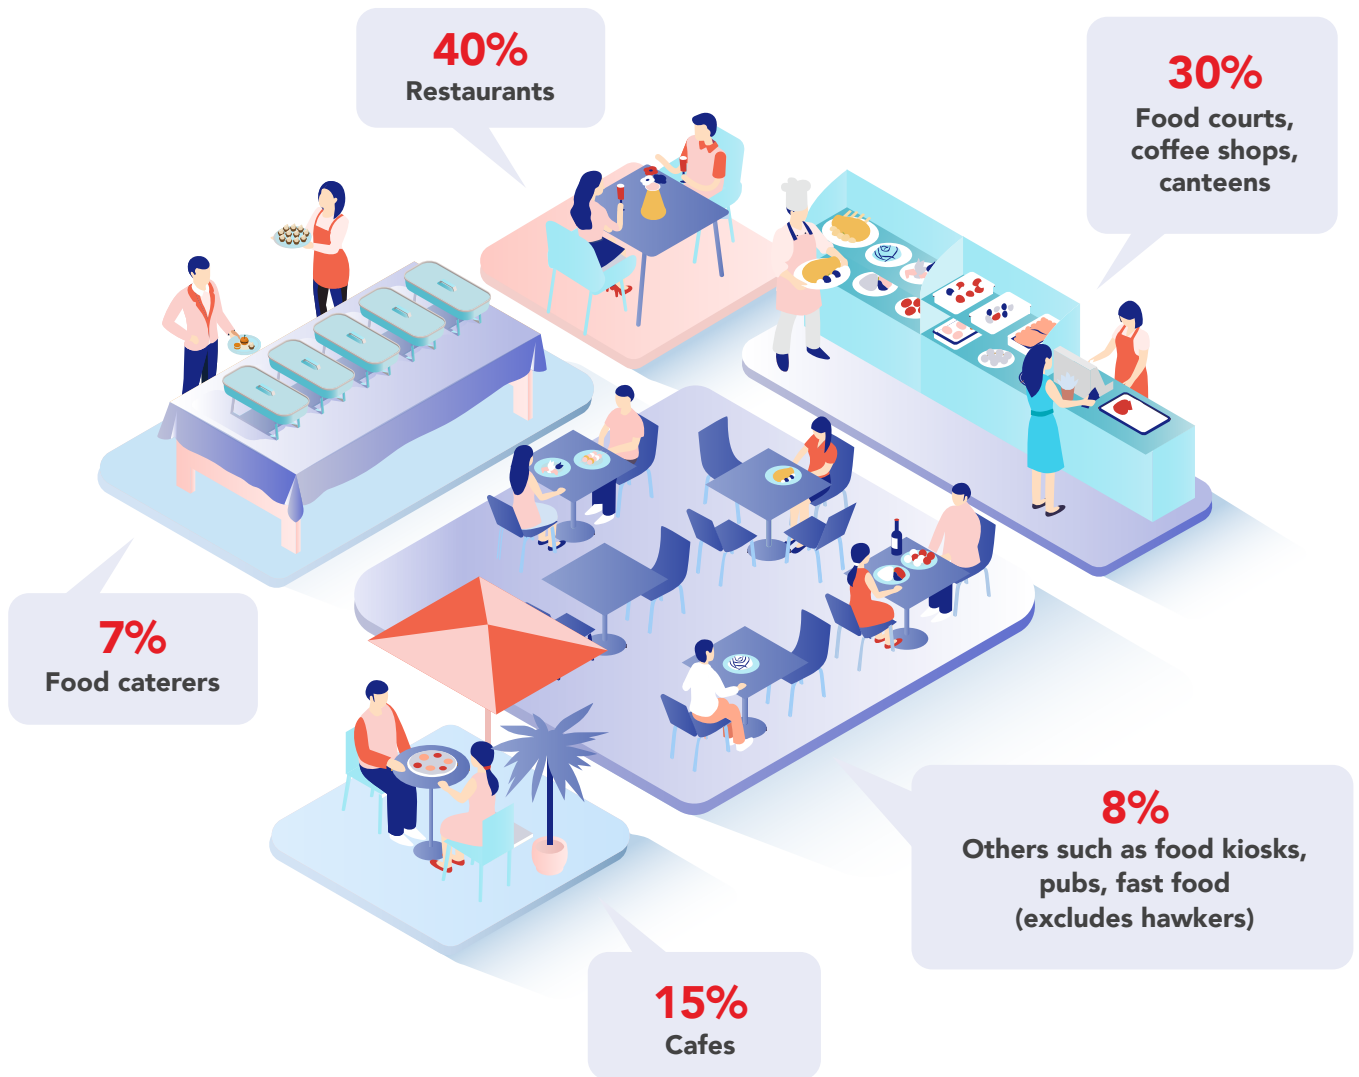 40%
Restaurants
30%
Food courts,
coffee shops,
canteens
7%
Food caterers
8%
Others such as food kiosks,
pubs, fast food
(excludes hawkers)
15%
Cafes